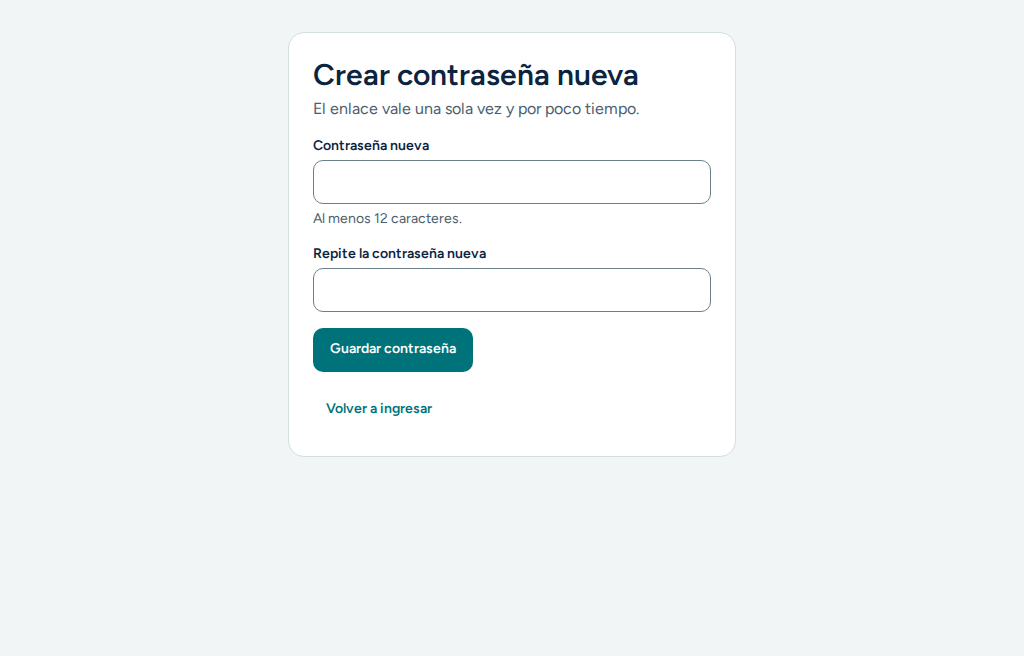 Crear contraseña nueva
El enlace vale una sola vez y por poco tiempo.
Contraseña nueva
Al menos 12 caracteres.
Repite la contraseña nueva
Guardar contraseña
Volver a ingresar